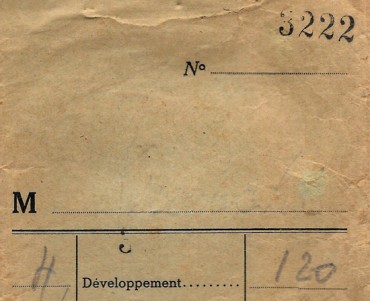 3222
N°
M
H, Développement......... 120